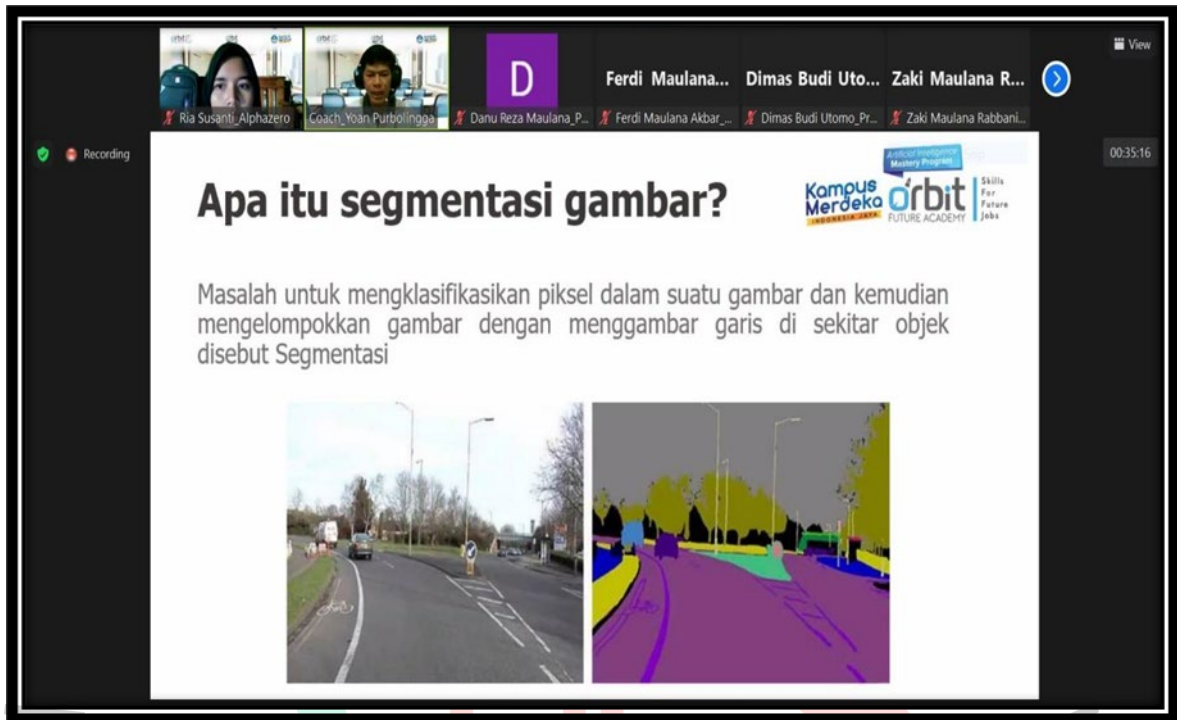 View
D
Ferdi Maulana...
Dimas Budi Uto...
Zaki Maulana R...
Ria Susanti_Alphazero
Coach_Yoan Purbolingga
Danu Reza Maulana_P...
Ferdi Maulana Akbar_...
Dimas Budi Utomo_Pr...
Zaki Maulana Rabbani...
Recording
00:35:16
Artificial Intelligence
Mastery Program
Apa itu segmentasi gambar?
Kampus
Merdeka
INDONESIA JAYA
Orbit
FUTURE ACADEMY
Skills
For
Future
Jobs
Masalah untuk mengklasifikasikan piksel dalam suatu gambar dan kemudian
mengelompokkan gambar dengan menggambar garis di sekitar objek
disebut Segmentasi